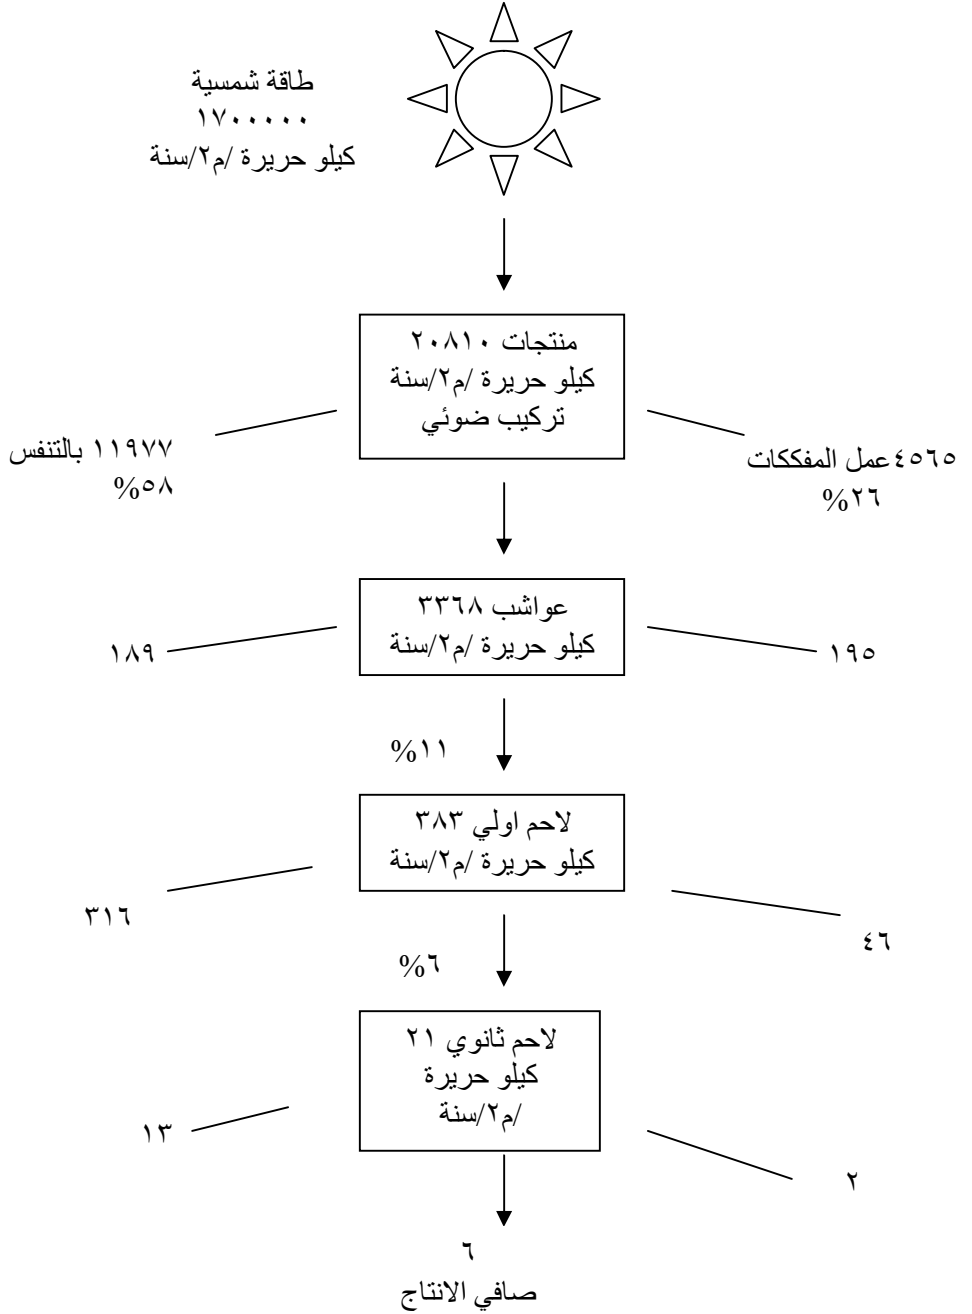 طاقة شمسية
١٧٠٠٠٠٠
كيلو حريرة /م٢/سنة
منتجات ٢٠٨١٠
كيلو حريرة /م٢/سنة
تركيب ضوئي
١١٩٧٧ بالتنفس
%٥٨
٤٥٦٥عمل المفككات
%٢٦
عواشب ٣٣٦٨
كيلو حريرة /م٢/سنة
١٨٩
١٩٥
%١١
لاحم اولي ٣٨٣
كيلو حريرة /م٢/سنة
٣١٦
٤٦
%٦
لاحم ثانوي ٢١
كيلو حريرة
/م٢/سنة
١٣
٢
٦
صافي الانتاج